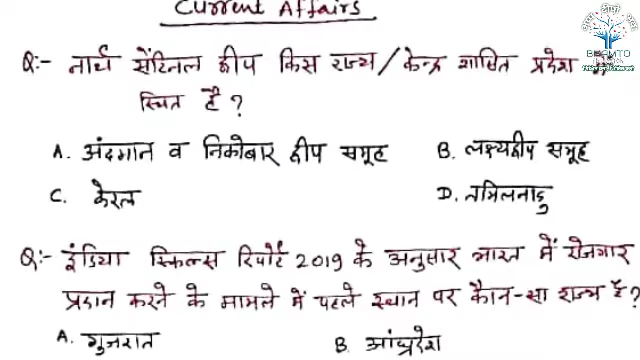 Current Affairs
Q:- नार्थ सेंटिनल द्वीप किस राज्य/केन्द्र शासित प्रदेश में
स्थित है?
A. अंदमान व निकोबार द्वीप समूह B. लक्ष्यद्वीप समूह
C. केरल D. तमिलनाडु
Q:- इंडिया स्किल्स रिपोर्ट 2019 के अनुसार भारत में रोजगार
प्रदान करने के मामले में पहले स्थान पर कौन-सा राज्य है?
A. गुजरात B. आंध्रप्रदेश